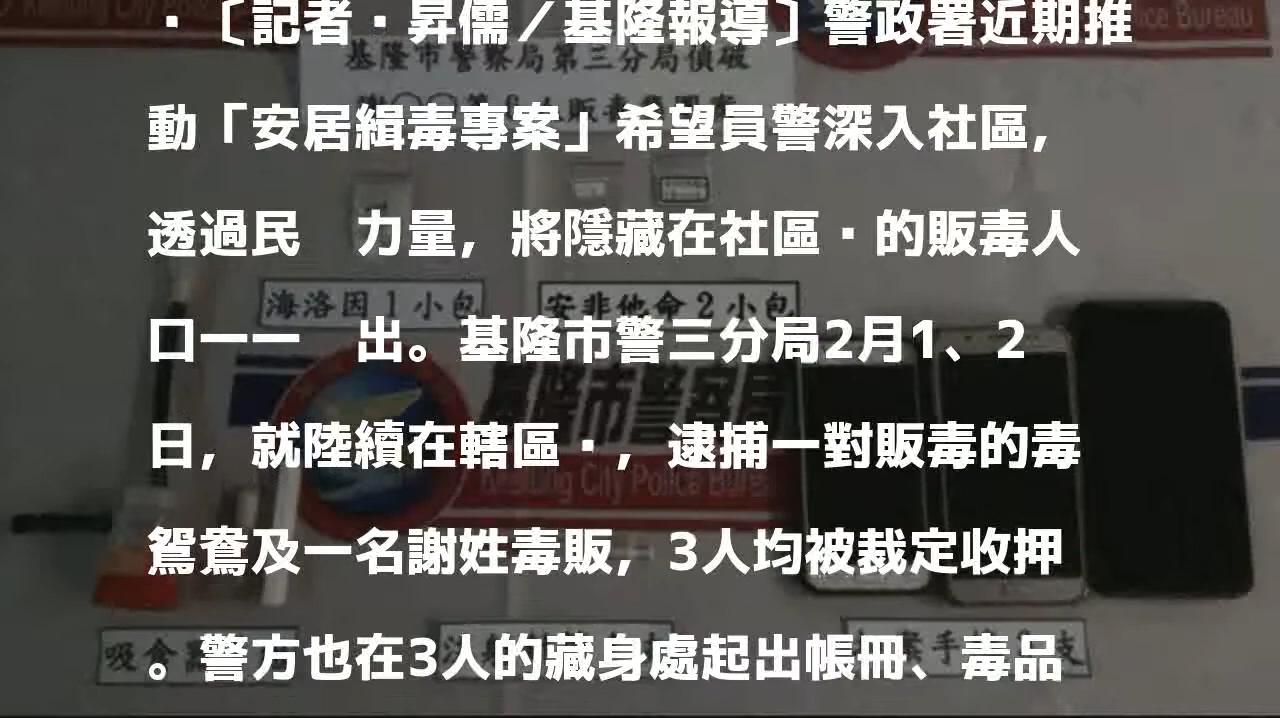 ·〔記者·昇儒／基隆報導〕警政署近期推
動「安居緝毒專案」希望員警深入社區，
透過民　力量，將隱藏在社區·的販毒人
口一一　出。基隆市警三分局2月1、2
日，就陸續在轄區·，逮捕一對販毒的毒
鴛鴦及一名謝姓毒販，3人均被裁定收押
。警方也在3人的藏身處起出帳冊、毒品
ce Bureau
基隆市警察局第三分局偵破
海洛因1小包
安非他命2小包
基隆市警察局
Keelung City Police Bureau
吸食